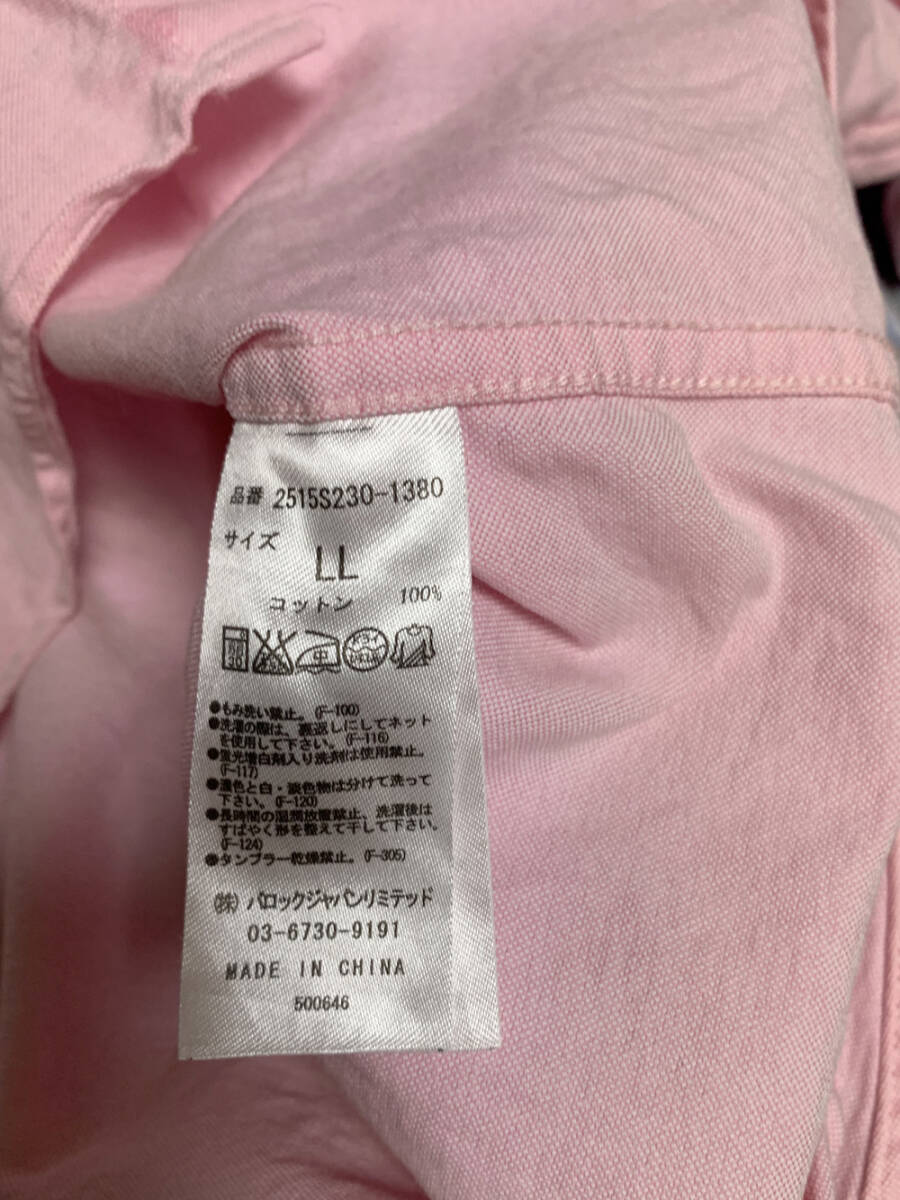 品番 2515S230-1380
サイズ
LL
コットン 100%
中
●もみ洗い禁止。(F-100)
●洗濯の際は、裏返しにしてネット
を使用して下さい。(F-116)
●蛍光増白剤入り洗剤は使用禁止。
(F-117)
●濃色と白・淡色物は分けて洗って
下さい。(F-120)
●長時間の湿潤放置禁止、洗濯後は
すばやく形を整えて干して下さい。
(F-124)
●タンブラー乾燥禁止。(F-305)
㈱ バロックジャパンリミテッド
03-6730-9191
MADE IN CHINA
500646